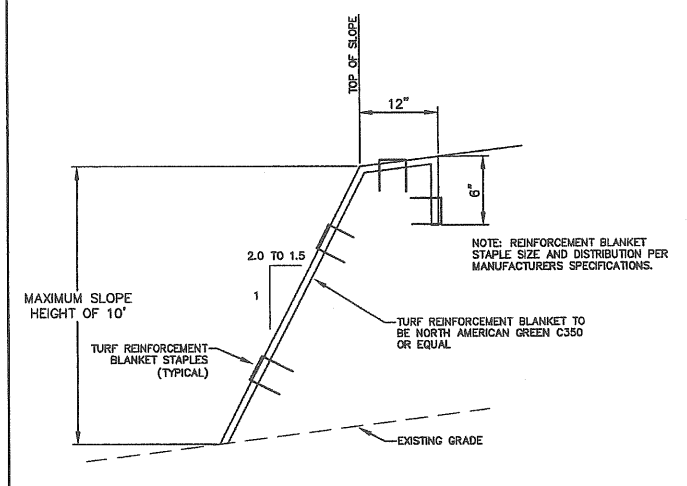 TOP OF SLOPE
12"
6"
NOTE: REINFORCEMENT BLANKET
STAPLE SIZE AND DISTRIBUTION PER
MANUFACTURERS SPECIFICATIONS.
2.0 TO 1.5
1
MAXIMUM SLOPE
HEIGHT OF 10'
TURF REINFORCEMENT BLANKET TO
BE NORTH AMERICAN GREEN C350
OR EQUAL
TURF REINFORCEMENT
BLANKET STAPLES
(TYPICAL)
EXISTING GRADE